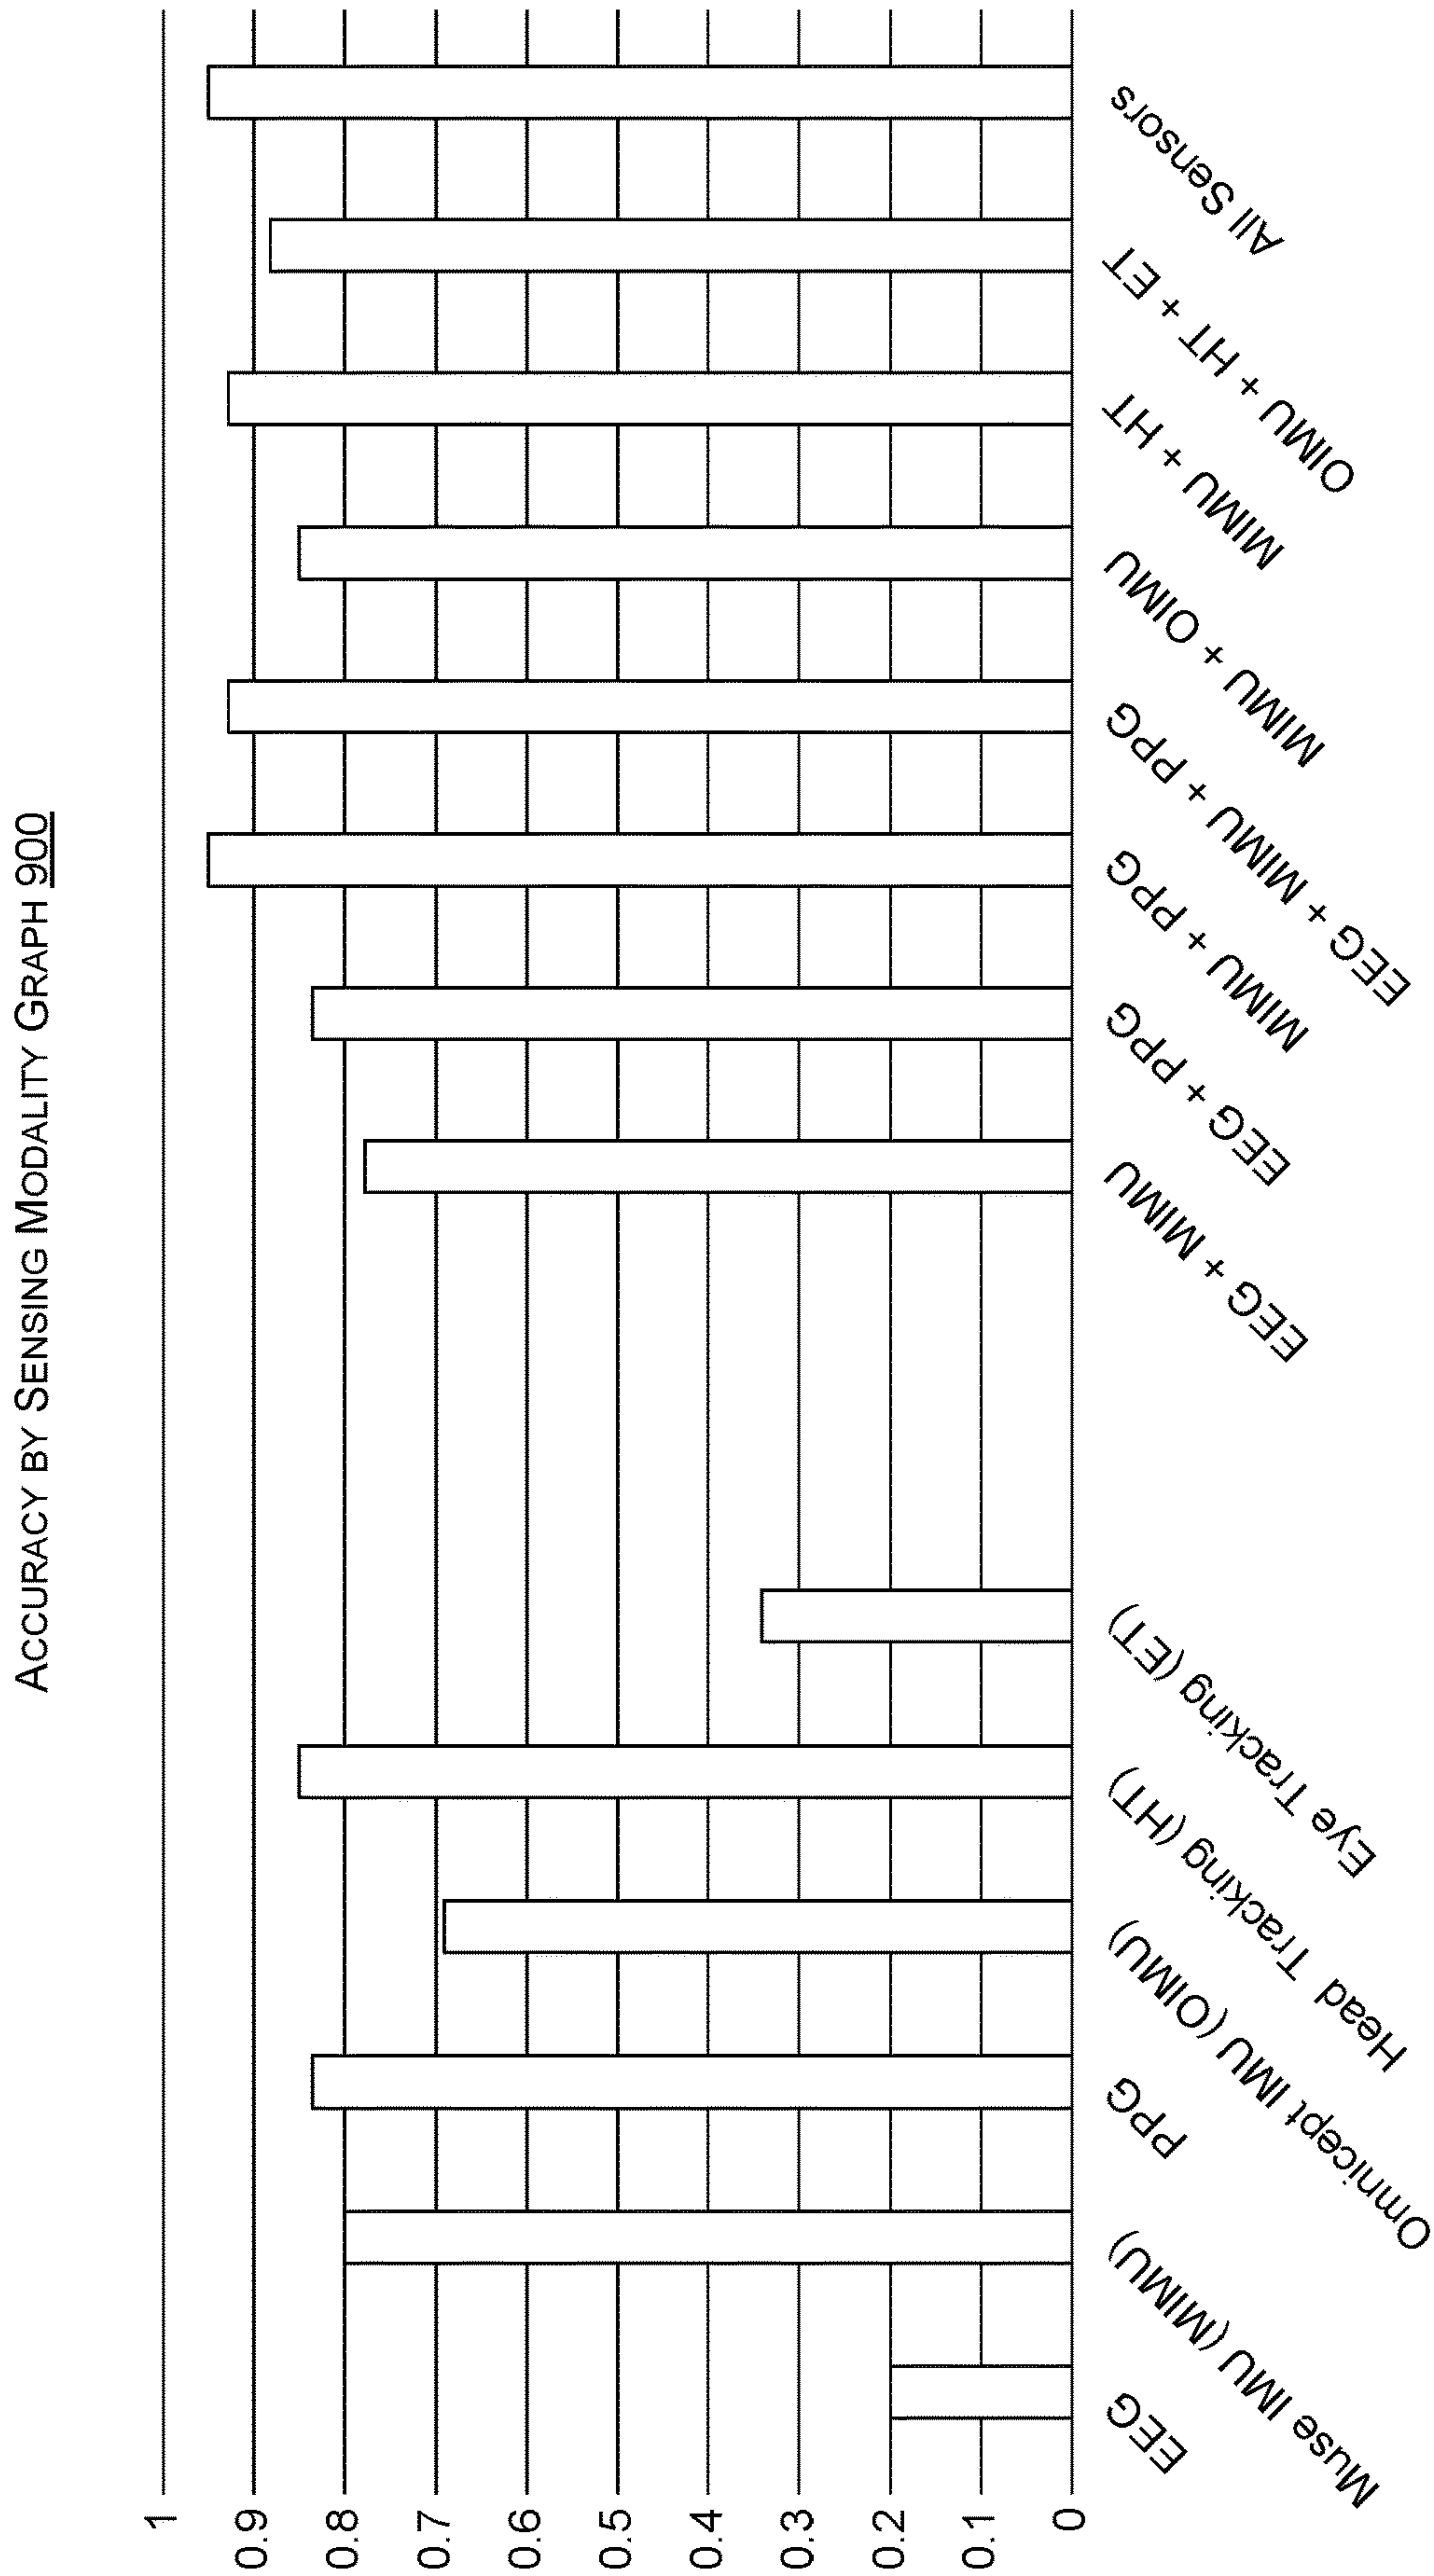 ACCURACY BY SENSING MODALITY GRAPH 900
1
0.9
0.8
0.7
0.6
0.5
0.4
0.3
0.2
0.1
0
EEG
Muse IMU (MIMU)
PPG
Omnicept IMU (OIMU)
Head Tracking (HT)
Eye Tracking (ET)
EEG + MIMU
EEG + PPG
MIMU + PPG
EEG + MIMU + PPG
MIMU + OIMU
MIMU + HT
OIMU + HT + ET
All Sensors